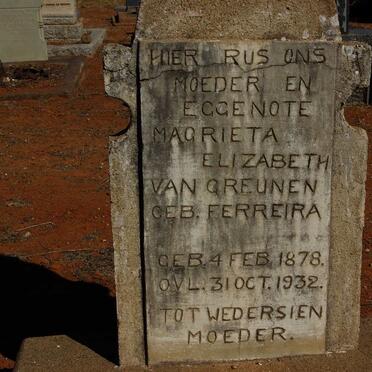 HIER RUS ONS
MOEDER EN
EGGENOTE
MAGRIETA
ELIZABETH
VAN GREUNEN
GEB. FERREIRA
GEB. 4 FEB. 1878.
OVL. 31 OCT. 1932.
TOT WEDERSIEN
MOEDER.